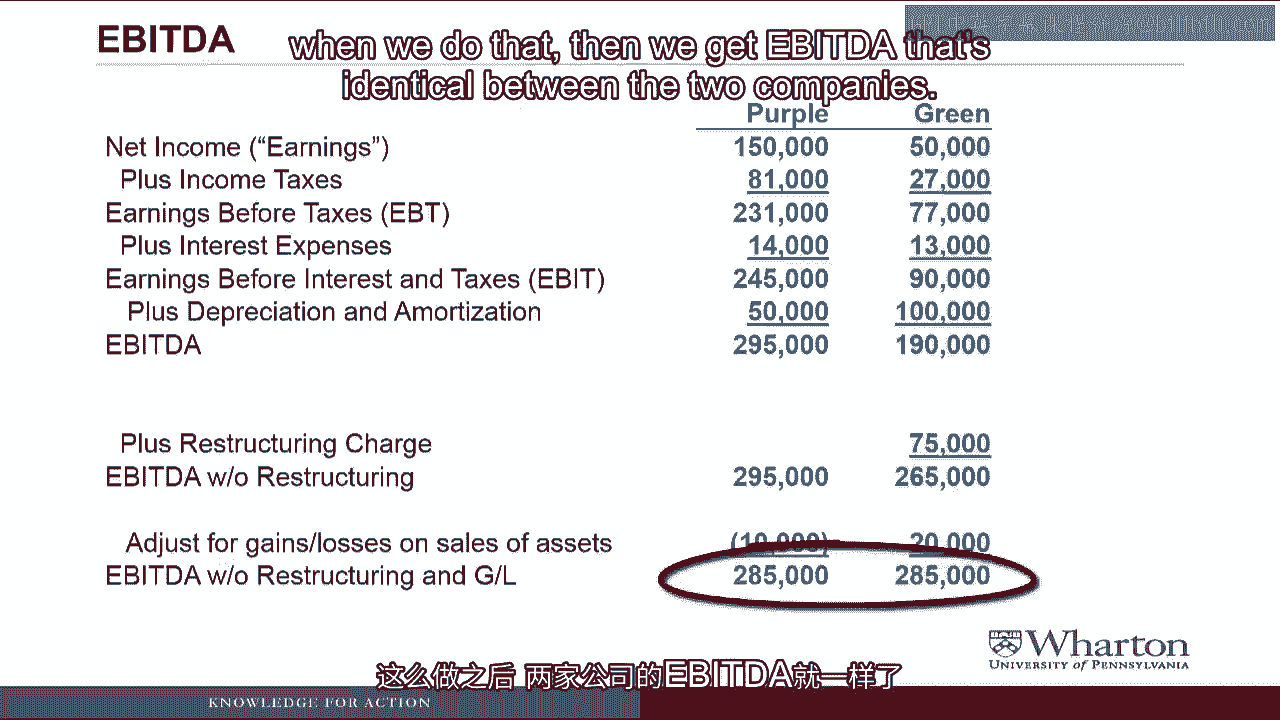 EBITDA
when we do that, then we get EBITDA that's
identical between the two companies.
Purple Green
Net Income (“Earnings”) 150,000 50,000
Plus Income Taxes 81,000 27,000
Earnings Before Taxes (EBT) 231,000 77,000
Plus Interest Expenses 14,000 13,000
Earnings Before Interest and Taxes (EBIT) 245,000 90,000
Plus Depreciation and Amortization 50,000 100,000
EBITDA 295,000 190,000
Plus Restructuring Charge 75,000
EBITDA w/o Restructuring 295,000 265,000
Adjust for gains/losses on sales of assets (10,000) 20,000
EBITDA w/o Restructuring and G/L 285,000 285,000
Wharton
UNIVERSITY of PENNSYLVANIA
这么做之后 两家公司的EBITDA就一样了
KNOWLEDGE FOR ACTION